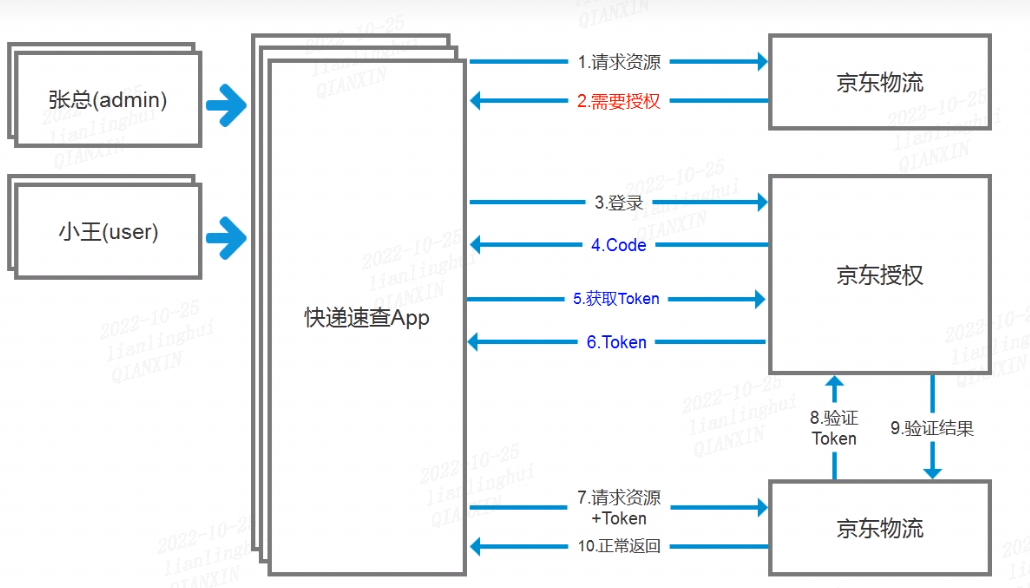 张总(admin)
小王(user)
快递速查App
1.请求资源
2.需要授权
京东物流
3.登录
4.Code
5.获取Token
6.Token
京东授权
8.验证
Token
9.验证结果
7.请求资源
+Token
10.正常返回
京东物流
2022-10-25
lianlinghui
QIANXIN